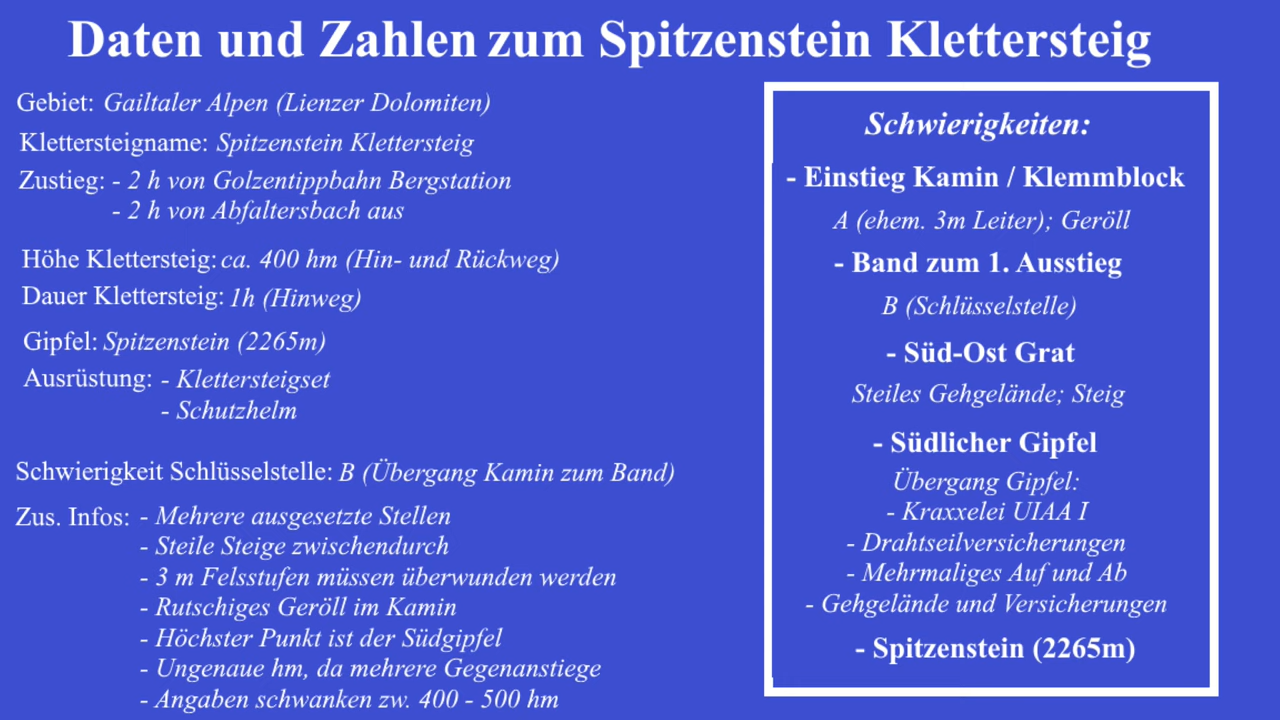 Daten und Zahlen zum Spitzenstein Klettersteig
Gebiet: Gailtaler Alpen (Lienzer Dolomiten)
Klettersteigname: Spitzenstein Klettersteig
Zustieg: - 2 h von Golzentippbahn Bergstation
- 2 h von Abfaltersbach aus
Höhe Klettersteig: ca. 400 hm (Hin- und Rückweg)
Dauer Klettersteig: 1h (Hinweg)
Gipfel: Spitzenstein (2265m)
Ausrüstung: - Klettersteigset
- Schutzhelm
Schwierigkeit Schlüsselstelle: B (Übergang Kamin zum Band)
Zus. Infos: - Mehrere ausgesetzte Stellen
- Steile Steige zwischendurch
- 3 m Felsstufen müssen überwunden werden
- Rutschiges Geröll im Kamin
- Höchster Punkt ist der Südgipfel
- Ungenaue hm, da mehrere Gegenanstiege
- Angaben schwanken zw. 400 - 500 hm
Schwierigkeiten:
- Einstieg Kamin / Klemmblock
A (ehem. 3m Leiter); Geröll
- Band zum 1. Ausstieg
B (Schlüsselstelle)
- Süd-Ost Grat
Steiles Gehgelände; Steig
- Südlicher Gipfel
Übergang Gipfel:
- Kraxxelei UIAA I
- Drahtseilversicherungen
- Mehrmaliges Auf und Ab
- Gehgelände und Versicherungen
- Spitzenstein (2265m)